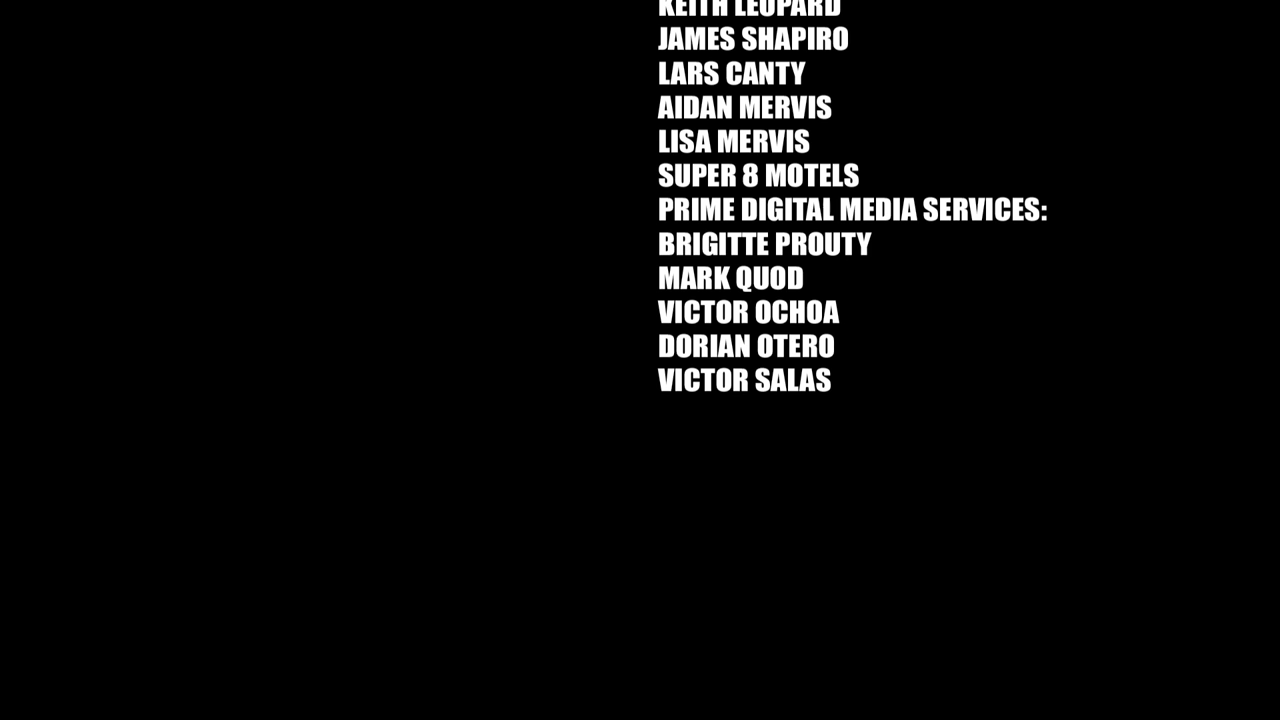 KEITH LEOPARD
JAMES SHAPIRO
LARS CANTY
AIDAN MERVIS
LISA MERVIS
SUPER 8 MOTELS
PRIME DIGITAL MEDIA SERVICES:
BRIGITTE PROUTY
MARK QUOD
VICTOR OCHOA
DORIAN OTERO
VICTOR SALAS